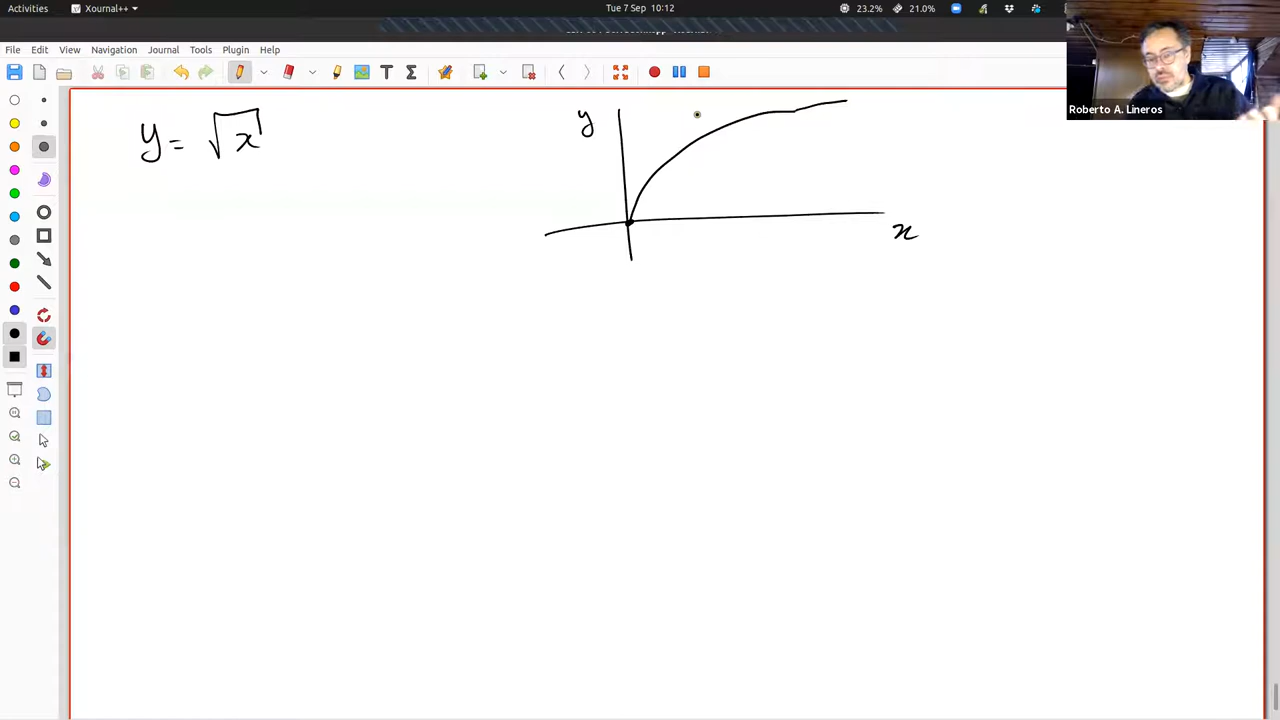 Activities Xournal++ Tue 7 Sep 10:12 23.2% 21.0%
File Edit View Navigation Journal Tools Plugin Help
Roberto A. Lineros
y = √x
y
x